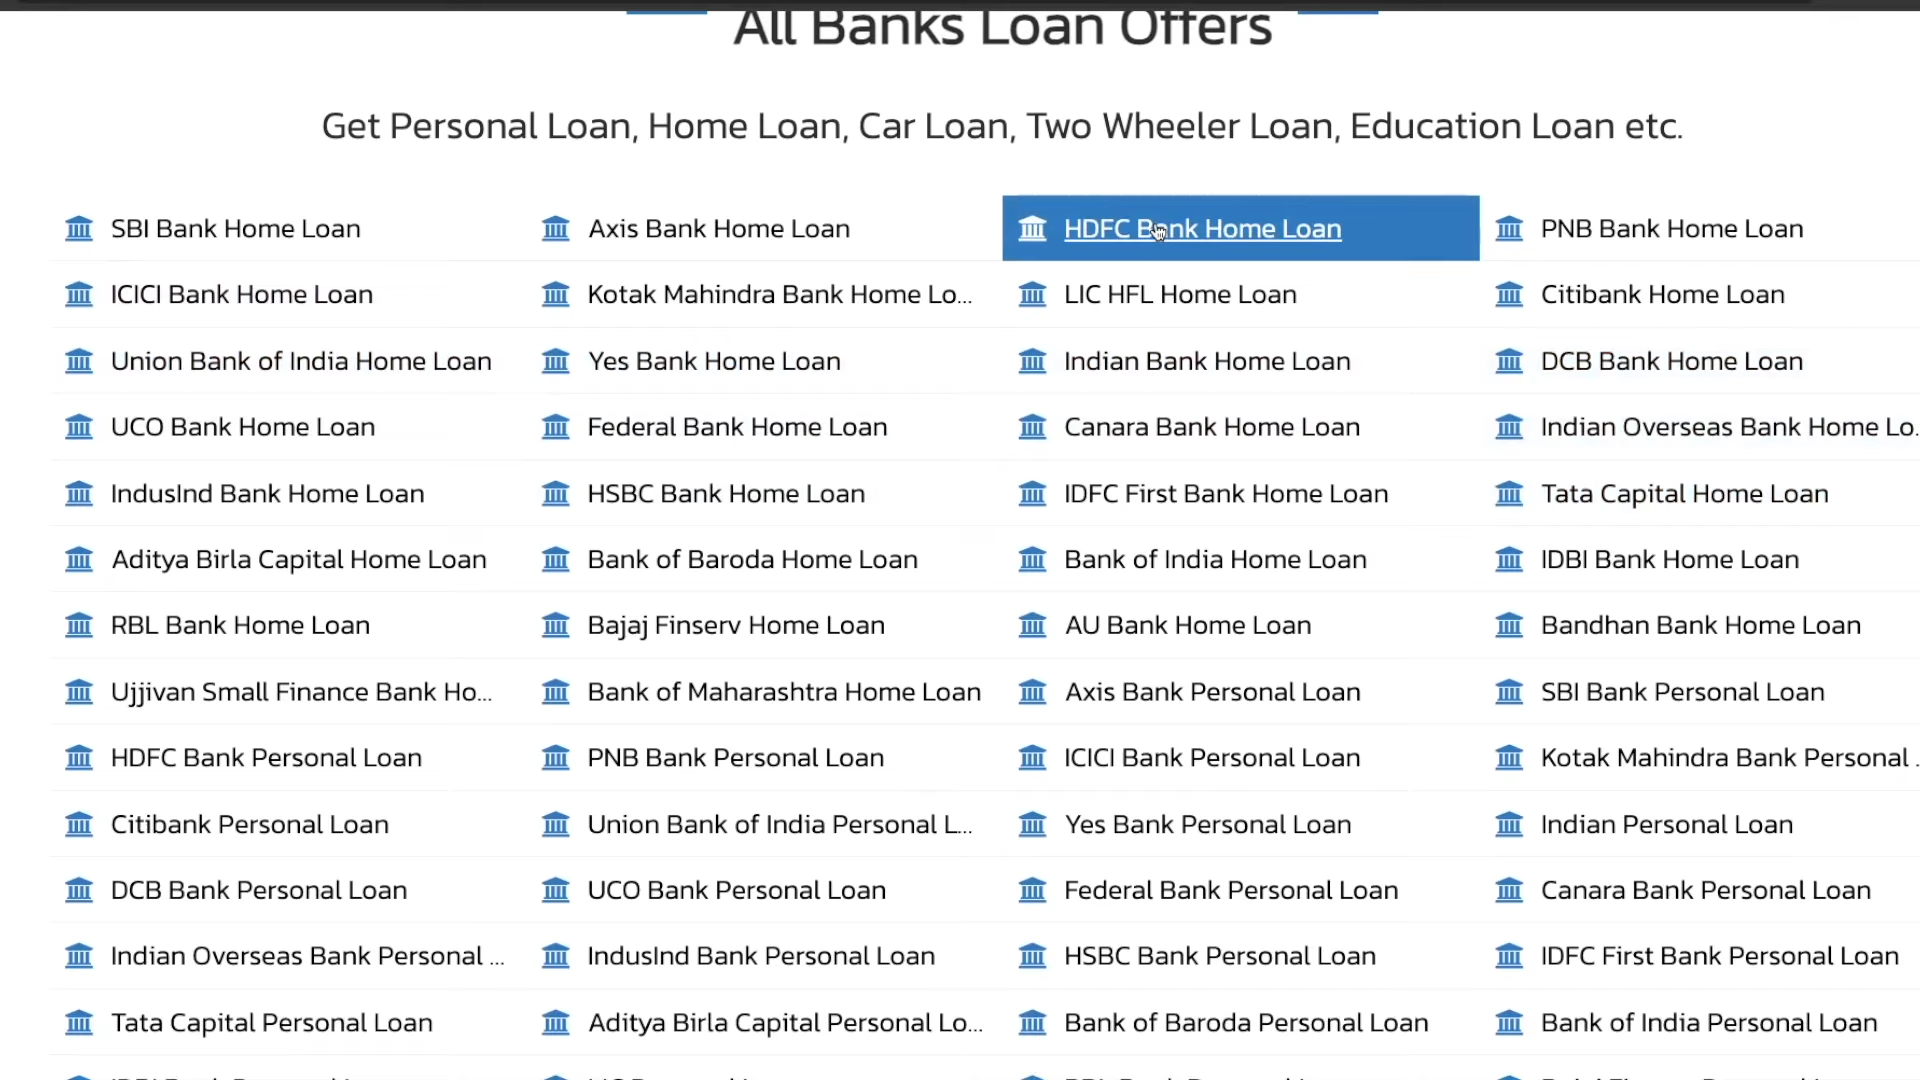 All Banks Loan Offers
Get Personal Loan, Home Loan, Car Loan, Two Wheeler Loan, Education Loan etc.
SBI Bank Home Loan
Axis Bank Home Loan
HDFC Bank Home Loan
PNB Bank Home Loan
ICICI Bank Home Loan
Kotak Mahindra Bank Home Lo...
LIC HFL Home Loan
Citibank Home Loan
Union Bank of India Home Loan
Yes Bank Home Loan
Indian Bank Home Loan
DCB Bank Home Loan
UCO Bank Home Loan
Federal Bank Home Loan
Canara Bank Home Loan
Indian Overseas Bank Home Lo.
IndusInd Bank Home Loan
HSBC Bank Home Loan
IDFC First Bank Home Loan
Tata Capital Home Loan
Aditya Birla Capital Home Loan
Bank of Baroda Home Loan
Bank of India Home Loan
IDBI Bank Home Loan
RBL Bank Home Loan
Bajaj Finserv Home Loan
AU Bank Home Loan
Bandhan Bank Home Loan
Ujjivan Small Finance Bank Ho...
Bank of Maharashtra Home Loan
Axis Bank Personal Loan
SBI Bank Personal Loan
HDFC Bank Personal Loan
PNB Bank Personal Loan
ICICI Bank Personal Loan
Kotak Mahindra Bank Personal .
Citibank Personal Loan
Union Bank of India Personal L...
Yes Bank Personal Loan
Indian Personal Loan
DCB Bank Personal Loan
UCO Bank Personal Loan
Federal Bank Personal Loan
Canara Bank Personal Loan
Indian Overseas Bank Personal ...
IndusInd Bank Personal Loan
HSBC Bank Personal Loan
IDFC First Bank Personal Loan
Tata Capital Personal Loan
Aditya Birla Capital Personal Lo...
Bank of Baroda Personal Loan
Bank of India Personal Loan